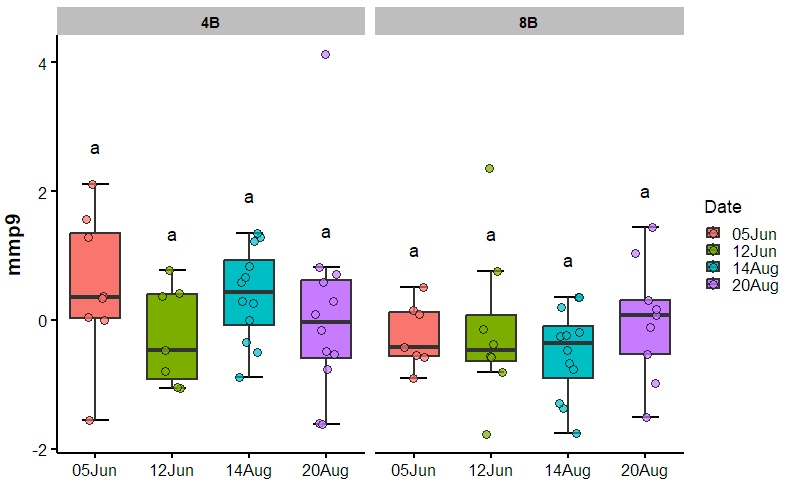 4B 8B
mmp9
4
2
0
-2
a a a a a a a a
05Jun 12Jun 14Aug 20Aug 05Jun 12Jun 14Aug 20Aug
Date
05Jun
12Jun
14Aug
20Aug